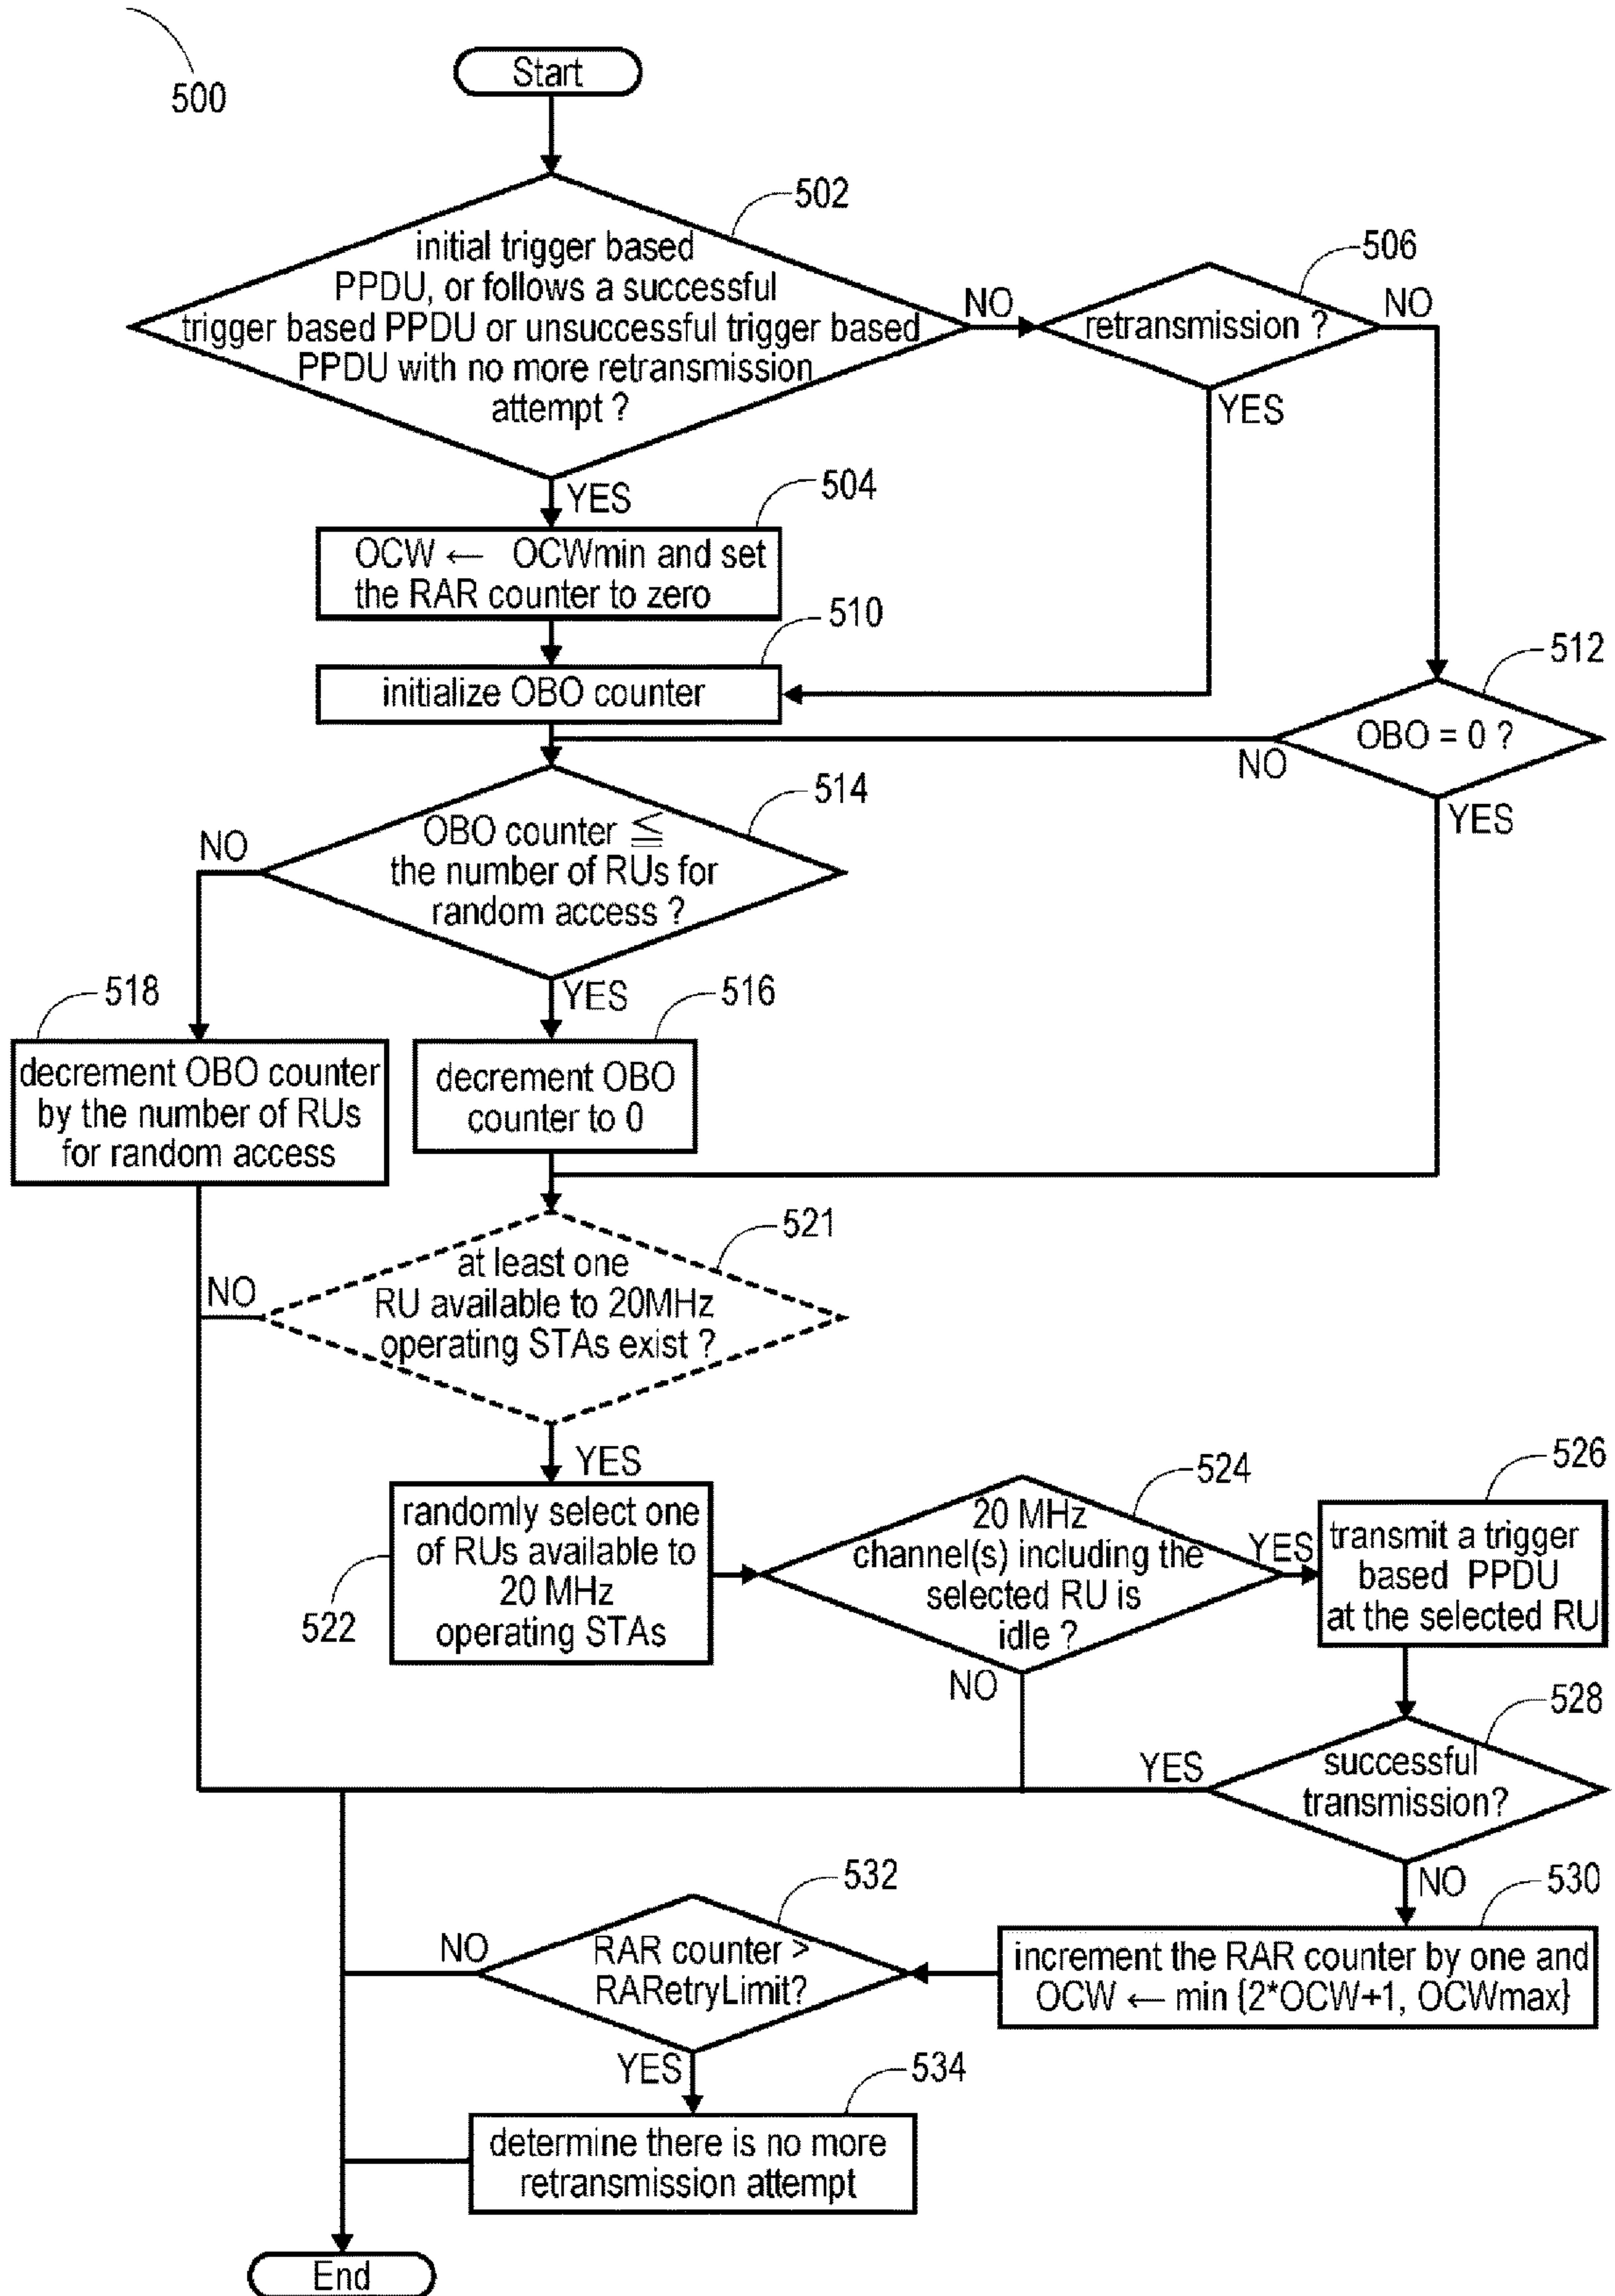 500
Start
502
initial trigger based
PPDU, or follows a successful
trigger based PPDU or unsuccessful trigger based
PPDU with no more retransmission
attempt ?
NO
506
retransmission ?
NO
YES
YES
504
OCW ← OCWmin and set
the RAR counter to zero
510
initialize OBO counter
512
OBO = 0 ?
NO
YES
514
OBO counter ≦
the number of RUs for
random access ?
NO
YES
518
decrement OBO counter
by the number of RUs
for random access
516
decrement OBO
counter to 0
521
at least one
RU available to 20MHz
operating STAs exist ?
NO
YES
randomly select one
of RUs available to
20 MHz
operating STAs
522
524
20 MHz
channel(s) including the
selected RU is
idle ?
YES
NO
526
transmit a trigger
based PPDU
at the selected RU
528
successful
transmission?
YES
NO
530
increment the RAR counter by one and
OCW ← min {2*OCW+1, OCWmax}
532
RAR counter >
RARetryLimit?
NO
YES
534
determine there is no more
retransmission attempt
End